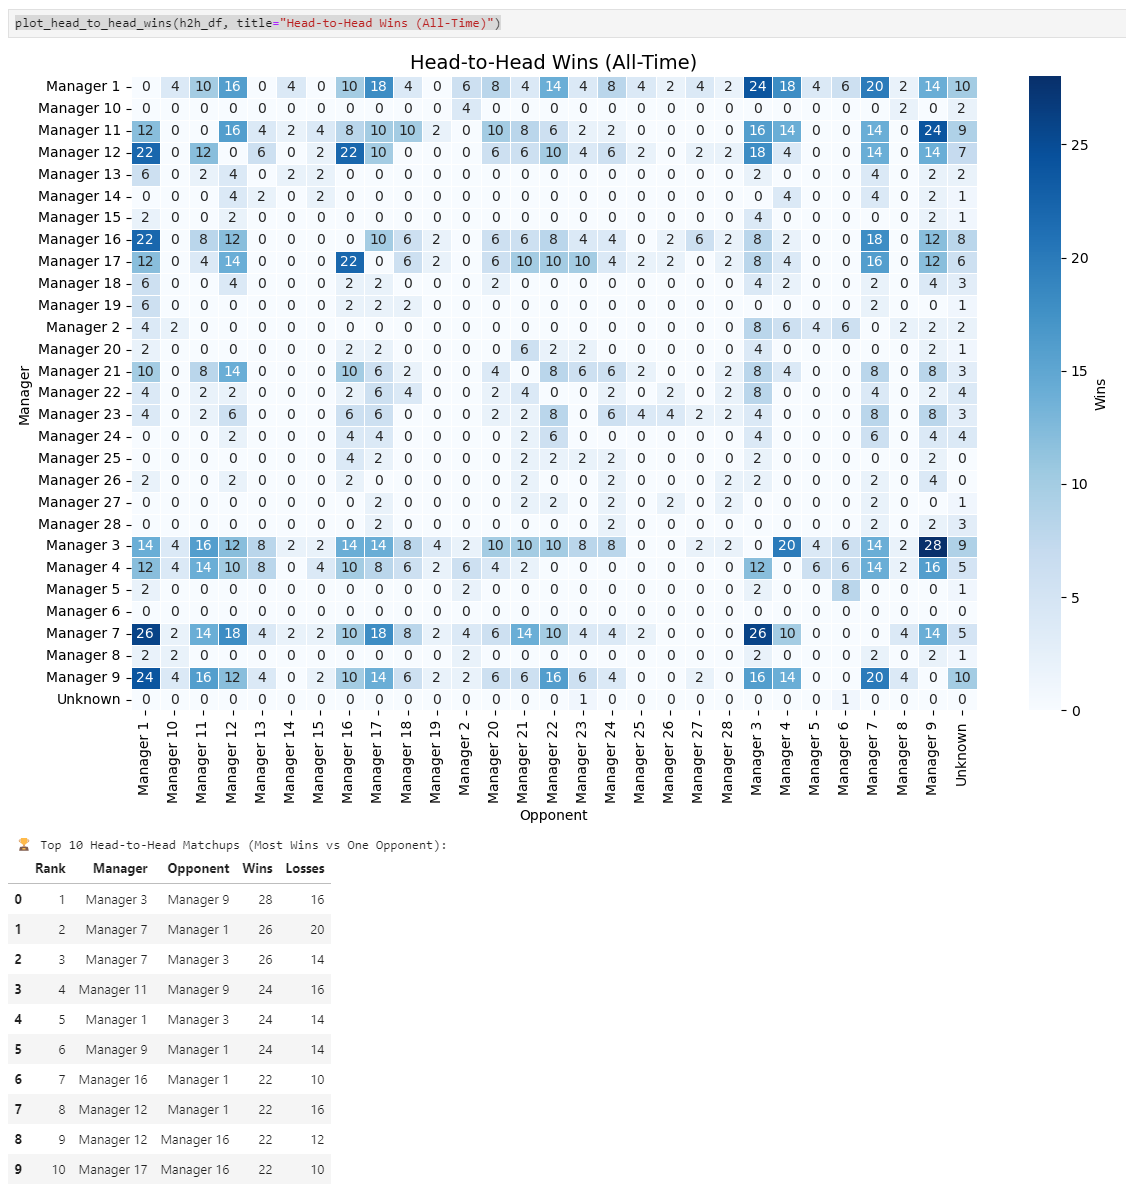 plot_head_to_head_wins(h2h_df, title="Head-to-Head Wins (All-Time)")
Head-to-Head Wins (All-Time)
Manager 1 0 4 10 16 0 4 0 10 18 4 0 6 8 4 14 4 8 4 2 4 2 24 18 4 6 20 2 14 10
Manager 10 0 0 0 0 0 0 0 0 0 0 0 4 0 0 0 0 0 0 0 0 0 0 0 0 0 0 2 0 2
Manager 11 12 0 0 16 4 2 4 8 10 10 2 0 10 8 6 2 2 0 0 0 0 16 14 0 0 14 0 24 9
Manager 12 22 0 12 0 6 0 2 22 10 0 0 0 6 6 10 4 6 2 0 2 2 18 4 0 0 14 0 14 7
Manager 13 6 0 2 4 0 2 2 0 0 0 0 0 0 0 0 0 0 0 0 0 0 2 0 0 0 4 0 2 2
Manager 14 0 0 0 4 2 0 2 0 0 0 0 0 0 0 0 0 0 0 0 0 0 0 4 0 0 4 0 2 1
Manager 15 2 0 0 2 0 0 0 0 0 0 0 0 0 0 0 0 0 0 0 0 0 4 0 0 0 0 0 2 1
Manager 16 22 0 8 12 0 0 0 0 10 6 2 0 6 6 8 4 4 0 2 6 2 8 2 0 0 18 0 12 8
Manager 17 12 0 4 14 0 0 0 22 0 6 2 0 6 10 10 10 4 2 2 0 2 8 4 0 0 16 0 12 6
Manager 18 6 0 0 4 0 0 0 2 2 0 0 0 2 0 0 0 0 0 0 0 0 4 2 0 0 2 0 4 3
Manager 19 6 0 0 0 0 0 0 2 2 2 0 0 0 0 0 0 0 0 0 0 0 0 0 0 0 2 0 0 1
Manager 2 4 2 0 0 0 0 0 0 0 0 0 0 0 0 0 0 0 0 0 0 0 8 6 4 6 0 2 2 2
Manager 20 2 0 0 0 0 0 0 2 2 0 0 0 0 6 2 2 0 0 0 0 0 4 0 0 0 0 0 2 1
Manager 21 10 0 8 14 0 0 0 10 6 2 0 0 4 0 8 6 6 2 0 0 2 8 4 0 0 8 0 8 3
Manager 22 4 0 2 2 0 0 0 2 6 4 0 0 2 4 0 0 2 0 2 0 2 8 0 0 0 4 0 2 4
Manager 23 4 0 2 6 0 0 0 6 6 0 0 0 2 2 8 0 6 4 4 2 2 4 0 0 0 8 0 8 3
Manager 24 0 0 0 2 0 0 0 4 4 0 0 0 0 2 6 0 0 0 0 0 0 4 0 0 0 6 0 4 4
Manager 25 0 0 0 0 0 0 0 4 2 0 0 0 0 2 2 2 2 0 0 0 0 2 0 0 0 0 0 2 0
Manager 26 2 0 0 2 0 0 0 2 0 0 0 0 0 2 0 0 2 0 0 0 2 2 0 0 0 2 0 4 0
Manager 27 0 0 0 0 0 0 0 0 2 0 0 0 0 2 2 0 2 0 2 0 2 0 0 0 0 2 0 0 1
Manager 28 0 0 0 0 0 0 0 0 2 0 0 0 0 0 0 0 2 0 0 0 0 0 0 0 0 2 0 2 3
Manager 3 14 4 16 12 8 2 2 14 14 8 4 2 10 10 10 8 8 0 0 2 2 0 20 4 6 14 2 28 9
Manager 4 12 4 14 10 8 0 4 10 8 6 2 6 4 2 0 0 0 0 0 0 0 12 0 6 6 14 2 16 5
Manager 5 2 0 0 0 0 0 0 0 0 0 0 2 0 0 0 0 0 0 0 0 0 2 0 0 8 0 0 0 1
Manager 6 0 0 0 0 0 0 0 0 0 0 0 0 0 0 0 0 0 0 0 0 0 0 0 0 0 0 0 0 0
Manager 7 26 2 14 18 4 2 2 10 18 8 2 4 6 14 10 4 4 2 0 0 0 26 10 0 0 0 4 14 5
Manager 8 2 2 0 0 0 0 0 0 0 0 0 2 0 0 0 0 0 0 0 0 0 2 0 0 0 2 0 2 1
Manager 9 24 4 16 12 4 0 2 10 14 6 2 2 6 6 16 6 4 0 0 2 0 16 14 0 0 20 4 0 10
Unknown 0 0 0 0 0 0 0 0 0 0 0 0 0 0 0 1 0 0 0 0 0 0 0 0 1 0 0 0 0
Manager
Manager 1 Manager 10 Manager 11 Manager 12 Manager 13 Manager 14 Manager 15 Manager 16 Manager 17 Manager 18 Manager 19 Manager 2 Manager 20 Manager 21 Manager 22 Manager 23 Manager 24 Manager 25 Manager 26 Manager 27 Manager 28 Manager 3 Manager 4 Manager 5 Manager 6 Manager 7 Manager 8 Manager 9 Unknown
Opponent
25
20
15
10
5
0
Wins
🏆 Top 10 Head-to-Head Matchups (Most Wins vs One Opponent):
Rank Manager Opponent Wins Losses
0 1 Manager 3 Manager 9 28 16
1 2 Manager 7 Manager 1 26 20
2 3 Manager 7 Manager 3 26 14
3 4 Manager 11 Manager 9 24 16
4 5 Manager 1 Manager 3 24 14
5 6 Manager 9 Manager 1 24 14
6 7 Manager 16 Manager 1 22 10
7 8 Manager 12 Manager 1 22 16
8 9 Manager 12 Manager 16 22 12
9 10 Manager 17 Manager 16 22 10